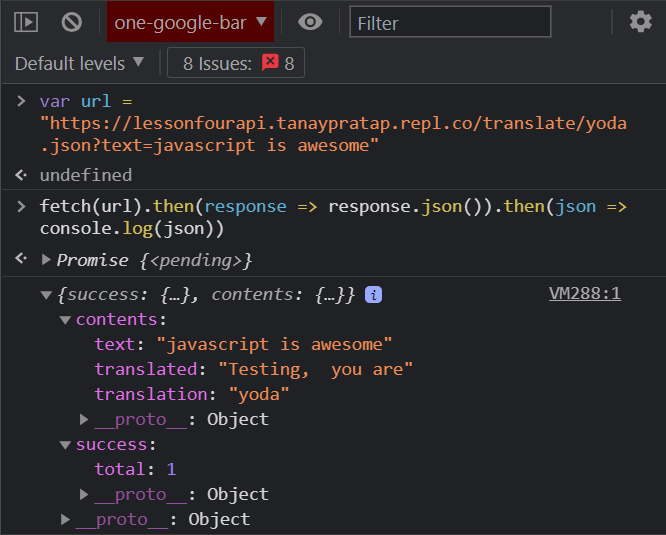 one-google-bar ▼ Filter
Default levels ▼ 8 Issues: 8
> var url =
"https://lessonfourapi.tanaypratap.repl.co/translate/yoda
.json?text=javascript is awesome"
<· undefined
> fetch(url).then(response => response.json()).then(json =>
console.log(json))
<· ▶ Promise {<pending>}
▼ {success: {…}, contents: {…}} i VM288:1
▼ contents:
text: "javascript is awesome"
translated: "Testing,  you are"
translation: "yoda"
▶ __proto__: Object
▼ success:
total: 1
▶ __proto__: Object
▶ __proto__: Object